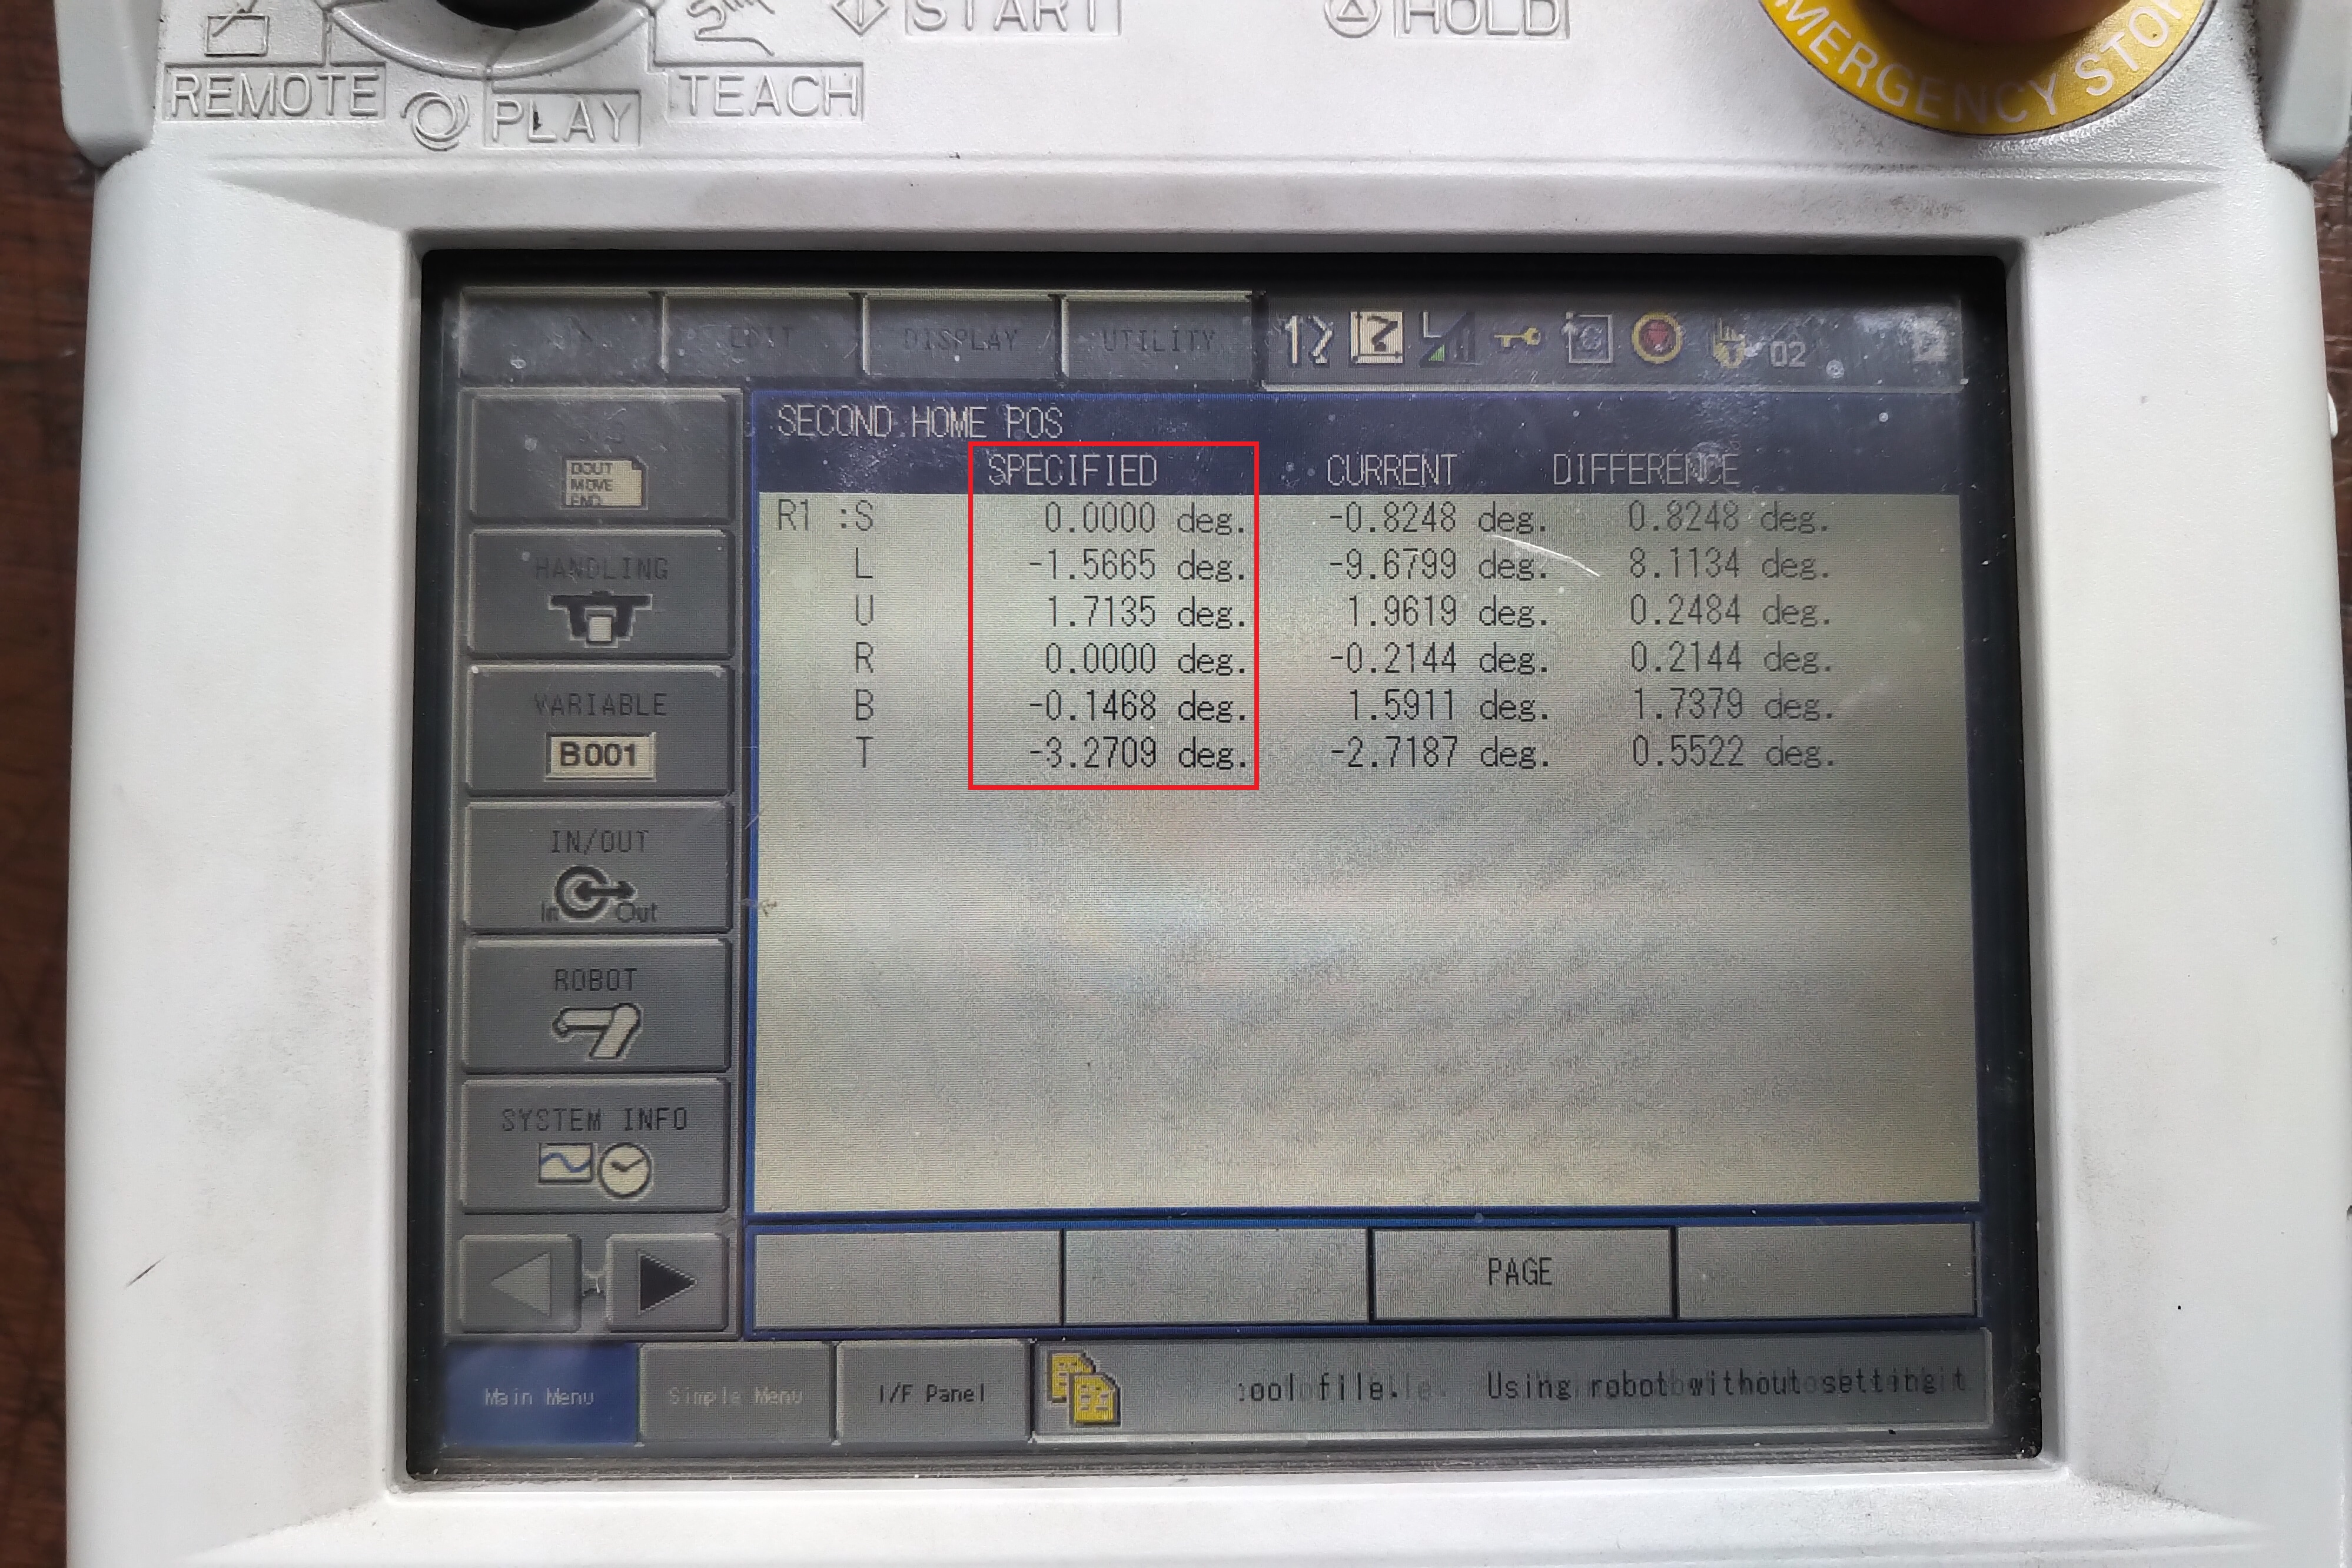 START
HOLD
REMOTE
PLAY
TEACH
EMERGENCY STOP
EDIT
DISPLAY
UTILITY
02
SECOND HOME POS
SPECIFIED CURRENT DIFFERENCE
R1 :S 0.0000 deg. -0.8248 deg. 0.8248 deg.
L -1.5665 deg. -9.6799 deg. 8.1134 deg.
U 1.7135 deg. 1.9619 deg. 0.2484 deg.
R 0.0000 deg. -0.2144 deg. 0.2144 deg.
B -0.1468 deg. 1.5911 deg. 1.7379 deg.
T -3.2709 deg. -2.7187 deg. 0.5522 deg.
DOUT
MOVE
END
HANDLING
VARIABLE
B001
IN/OUT
In Out
ROBOT
SYSTEM INFO
PAGE
Main Menu
Simple Menu
I/F Panel
ool file. Using robot without setting it